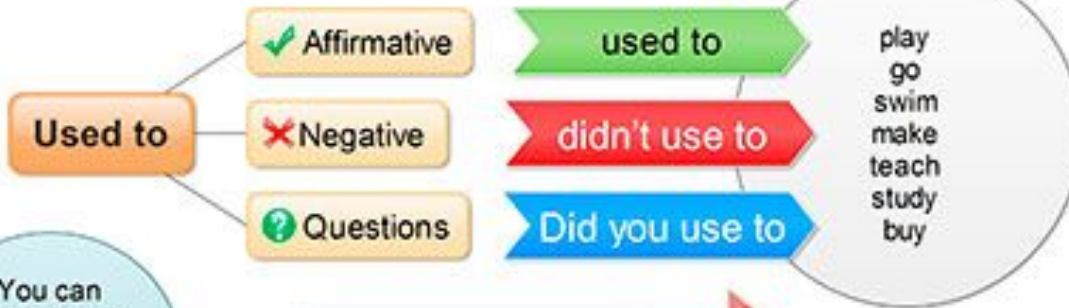 Used to
Affirmative
used to
Negative
didn't use to
Questions
Did you use to
play
go
swim
make
teach
study
buy
You can